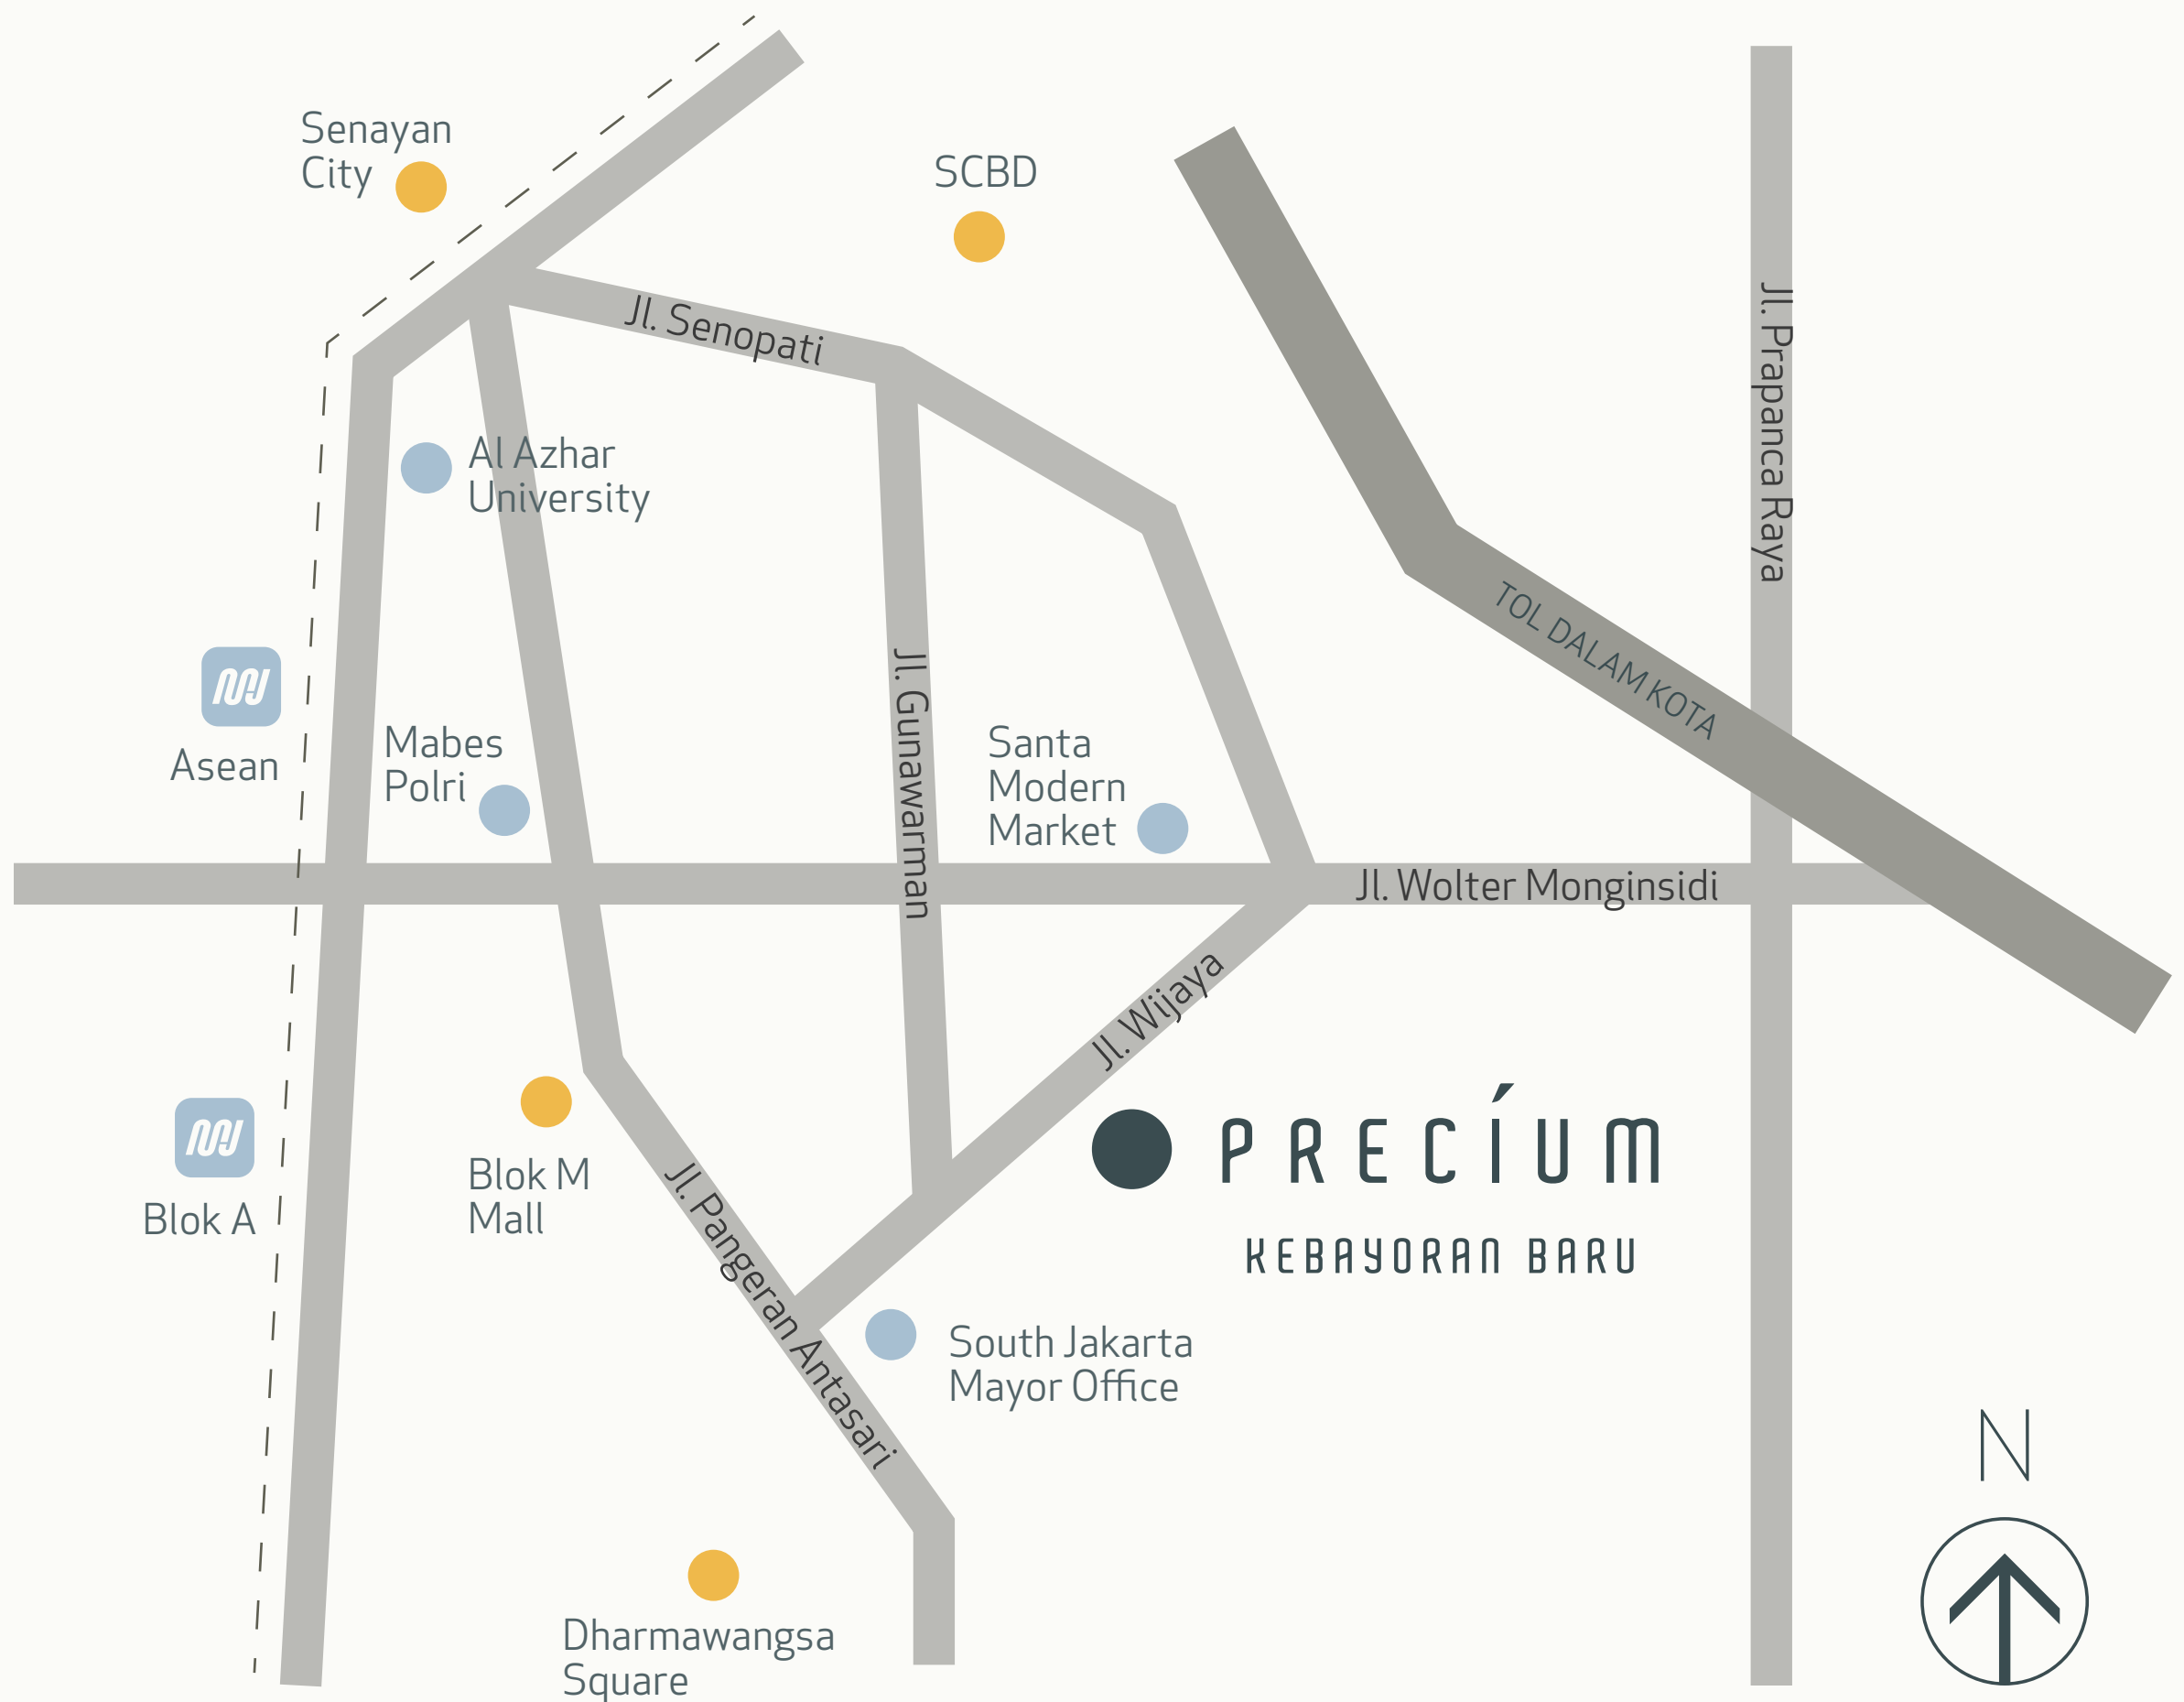 Senayan
City
SCBD
Jl. Senopati
Jl. Prapanca Raya
Al Azhar
University
TOL DALAM KOTA
Asean
Mabes
Polri
Jl. Gunawarman
Santa
Modern
Market
Jl. Wolter Monginsidi
Jl. Wijaya
PRECÍUM
KEBAYORAN BARU
Blok A
Blok M
Mall
Jl. Pangeran Antasari
South Jakarta
Mayor Office
N
Dharmawangsa
Square